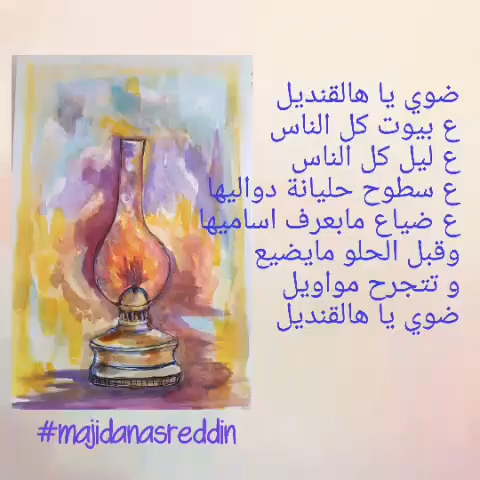 ضوي يا هالقنديل
ع بيوت كل الناس
ع ليل كل الناس
ع سطوح حليانة دواليها
ع ضياع مابعرف اساميها
وقبل الحلو مايضيع
و تتجرح مواويل
ضوي يا هالقنديل
#majidanasreddin